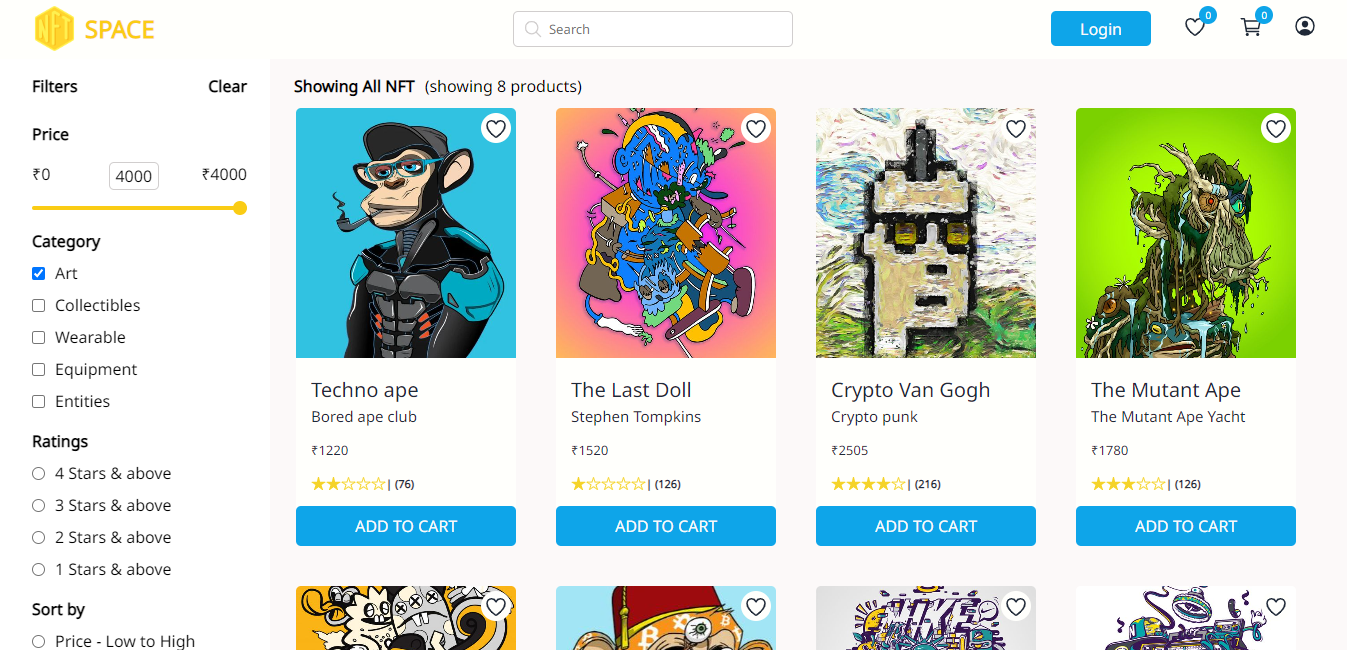 NFT SPACE
Search
Login
0
0
Filters
Clear
Price
₹0
4000
₹4000
Category
Art
Collectibles
Wearable
Equipment
Entities
Ratings
4 Stars & above
3 Stars & above
2 Stars & above
1 Stars & above
Sort by
Price - Low to High
Showing All NFT (showing 8 products)
Techno ape
Bored ape club
₹1220
| (76)
ADD TO CART
The Last Doll
Stephen Tompkins
₹1520
| (126)
ADD TO CART
Crypto Van Gogh
Crypto punk
₹2505
| (216)
ADD TO CART
The Mutant Ape
The Mutant Ape Yacht
₹1780
| (126)
ADD TO CART